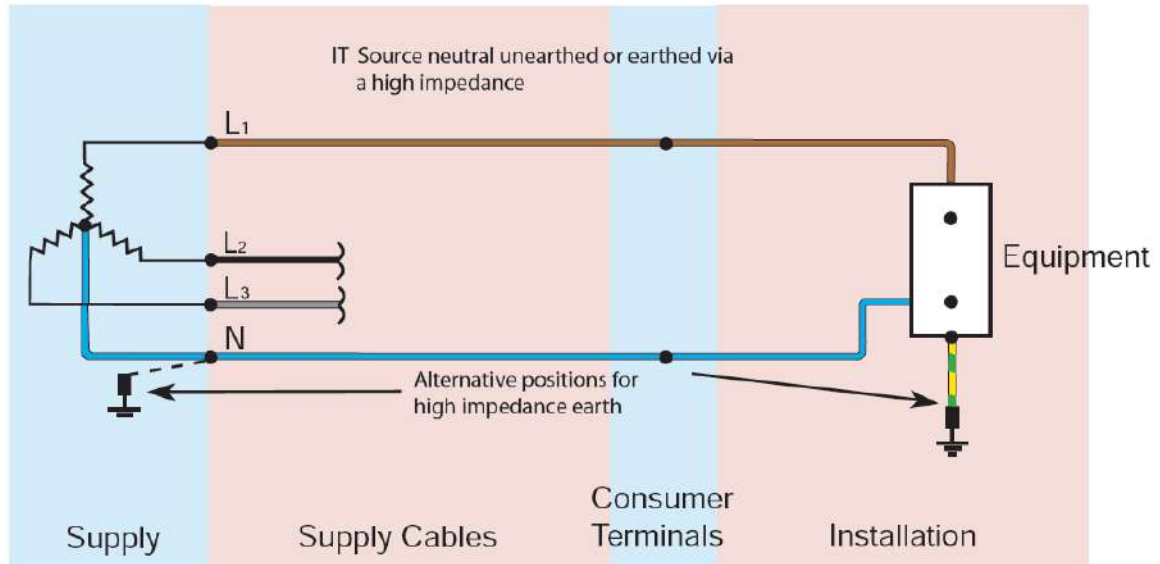 IT Source neutral unearthed or earthed via
a high impedance
L1
L2
L3
N
Equipment
Alternative positions for
high impedance earth
Supply
Supply Cables
Consumer
Terminals
Installation